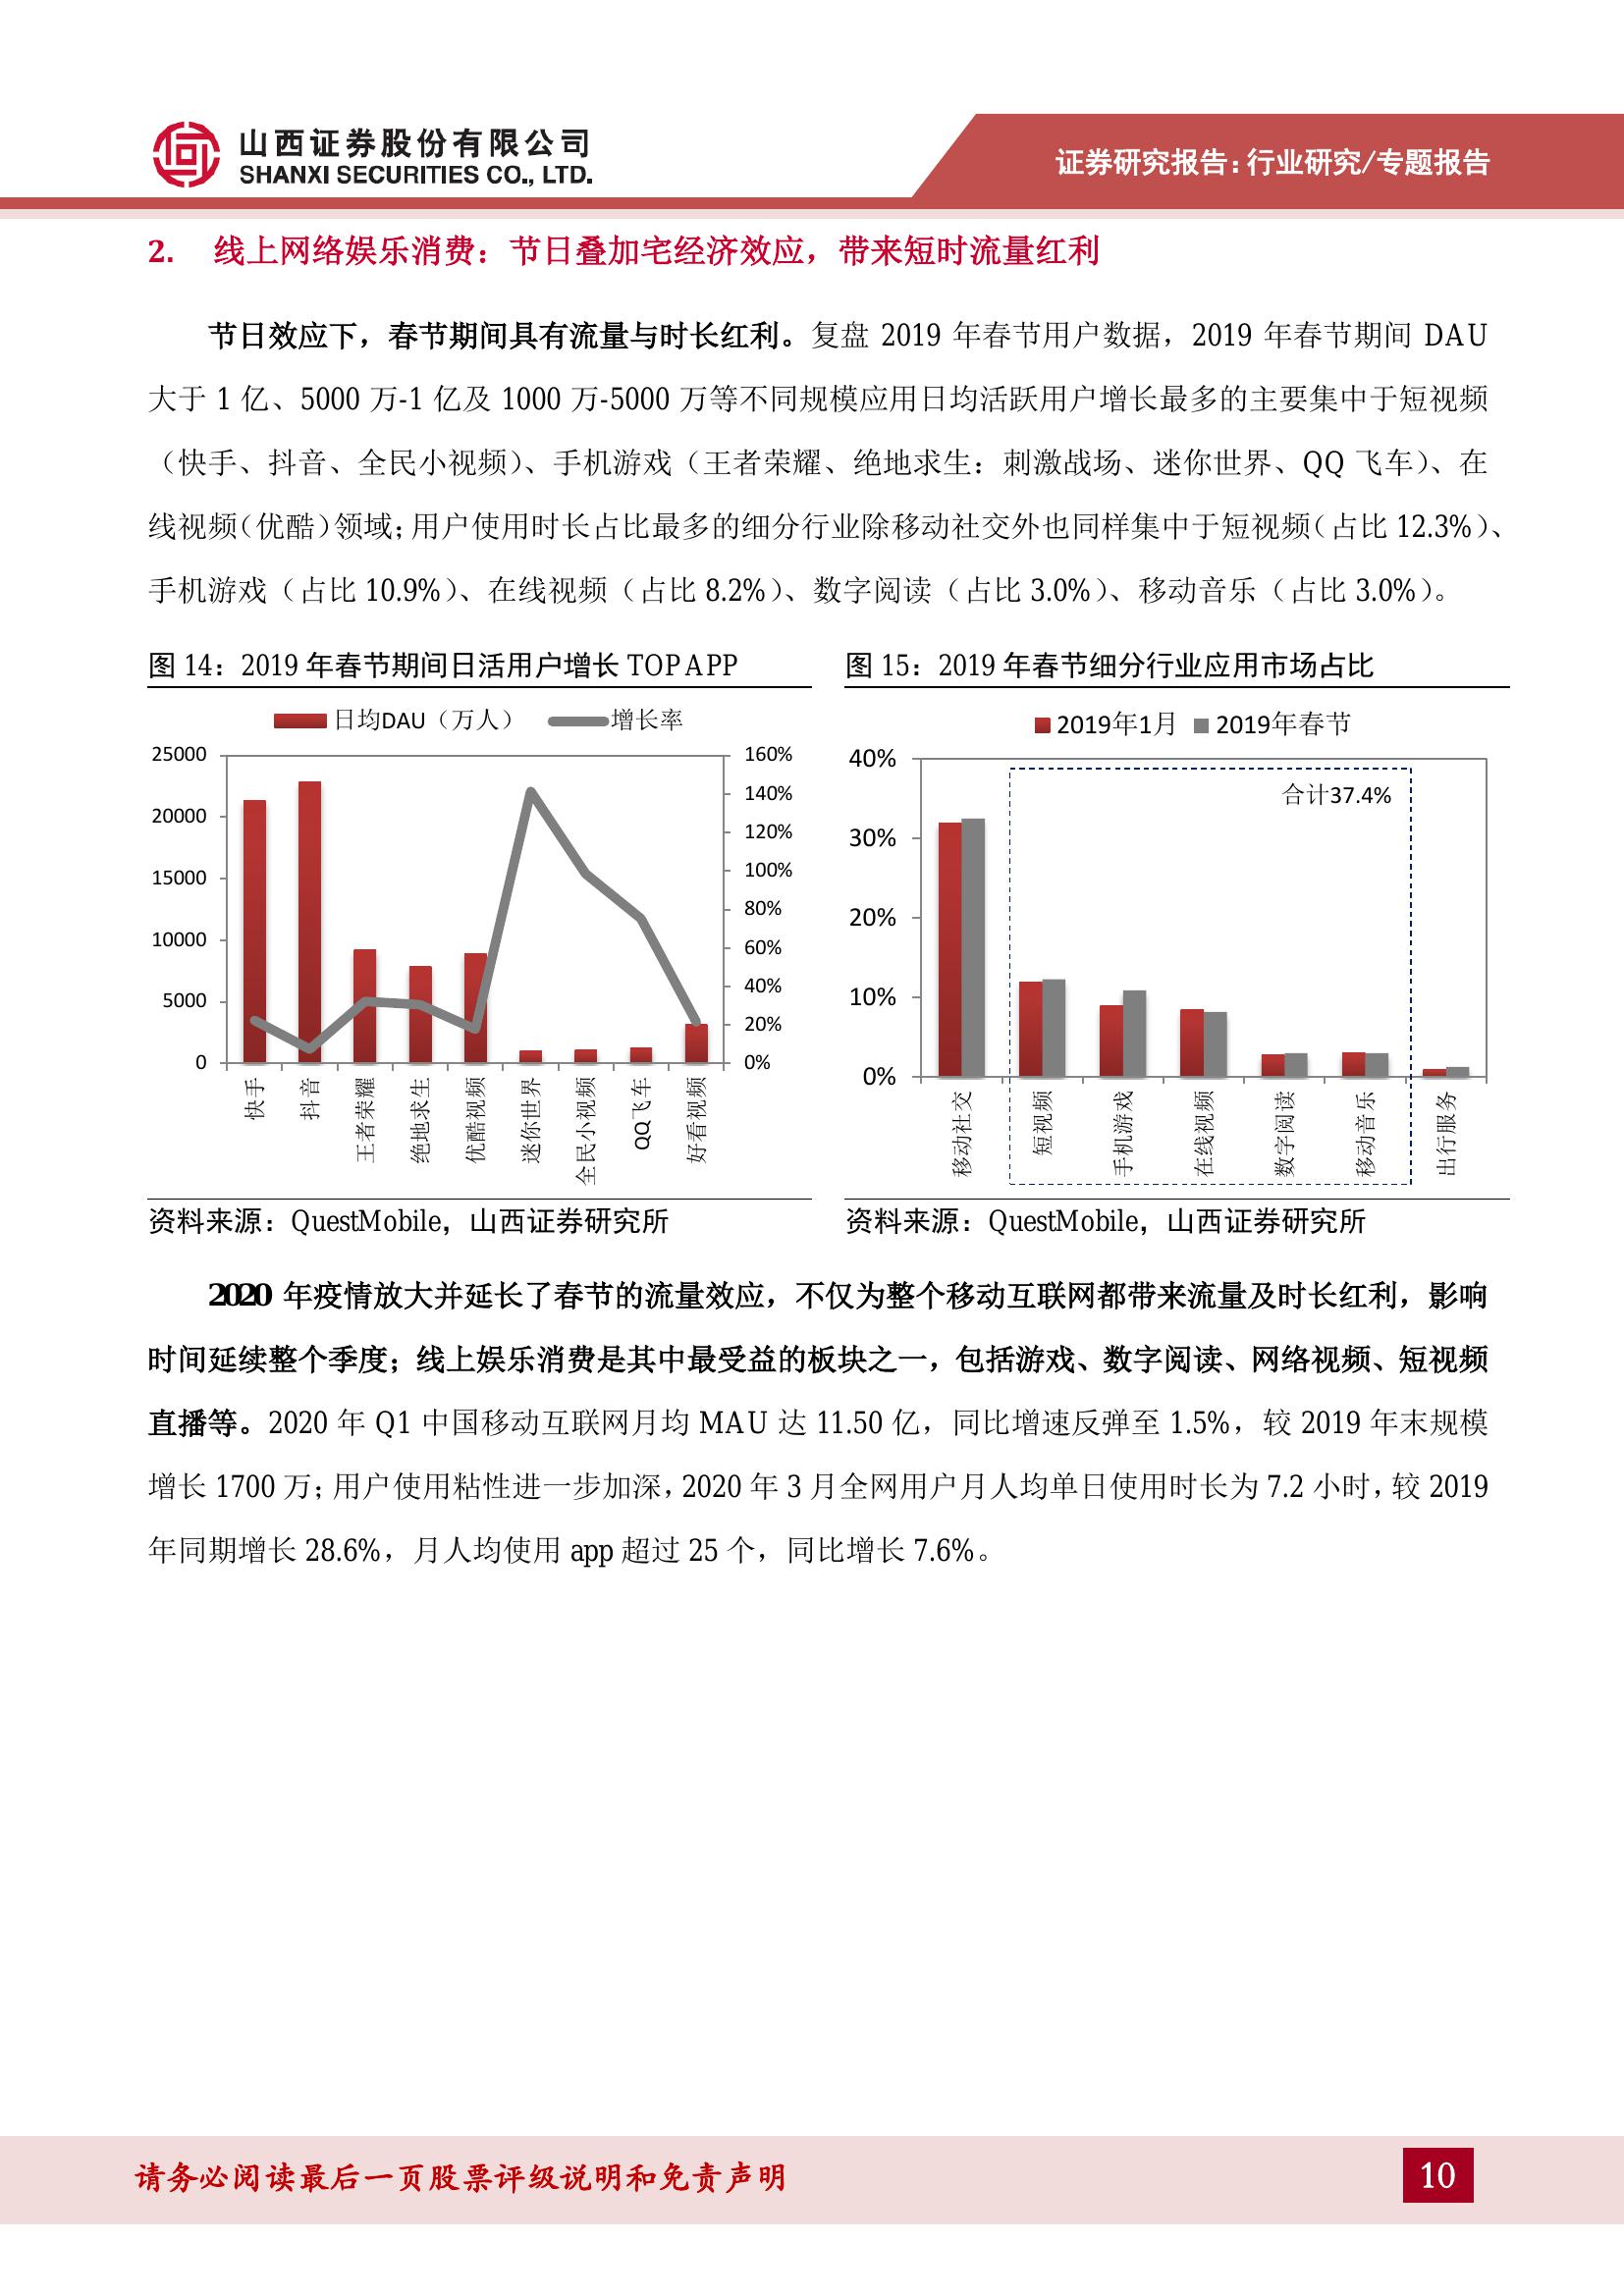 山西证券股份有限公司
SHANXI SECURITIES CO., LTD.
证券研究报告：行业研究/专题报告
2. 线上网络娱乐消费：节日叠加宅经济效应，带来短时流量红利
节日效应下，春节期间具有流量与时长红利。复盘 2019 年春节用户数据，2019 年春节期间 DAU
大于 1 亿、5000 万-1 亿及 1000 万-5000 万等不同规模应用日均活跃用户增长最多的主要集中于短视频
（快手、抖音、全民小视频）、手机游戏（王者荣耀、绝地求生：刺激战场、迷你世界、QQ 飞车）、在
线视频（优酷）领域；用户使用时长占比最多的细分行业除移动社交外也同样集中于短视频（占比 12.3%）、
手机游戏（占比 10.9%）、在线视频（占比 8.2%）、数字阅读（占比 3.0%）、移动音乐（占比 3.0%）。
图 14：2019 年春节期间日活用户增长 TOP APP
日均DAU（万人） 增长率
25000
20000
15000
10000
5000
0
160%
140%
120%
100%
80%
60%
40%
20%
0%
快手
抖音
王者荣耀
绝地求生
优酷视频
迷你世界
全民小视频
QQ飞车
好看视频
资料来源：QuestMobile，山西证券研究所
图 15：2019 年春节细分行业应用市场占比
2019年1月 2019年春节
合计37.4%
40%
30%
20%
10%
0%
移动社交
短视频
手机游戏
在线视频
数字阅读
移动音乐
出行服务
资料来源：QuestMobile，山西证券研究所
2020 年疫情放大并延长了春节的流量效应，不仅为整个移动互联网都带来流量及时长红利，影响
时间延续整个季度；线上娱乐消费是其中最受益的板块之一，包括游戏、数字阅读、网络视频、短视频
直播等。2020 年 Q1 中国移动互联网月均 MAU 达 11.50 亿，同比增速反弹至 1.5%，较 2019 年末规模
增长 1700 万；用户使用粘性进一步加深，2020 年 3 月全网用户月人均单日使用时长为 7.2 小时，较 2019
年同期增长 28.6%，月人均使用 app 超过 25 个，同比增长 7.6%。
请务必阅读最后一页股票评级说明和免责声明
10